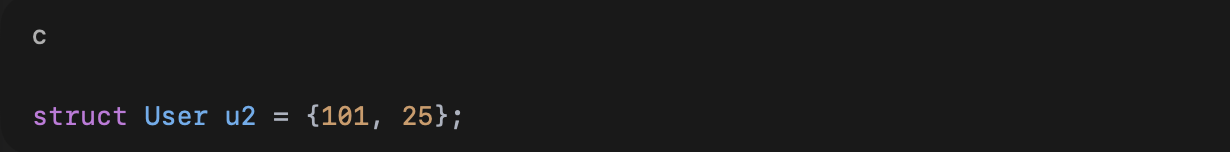 c
struct User u2 = {101, 25};